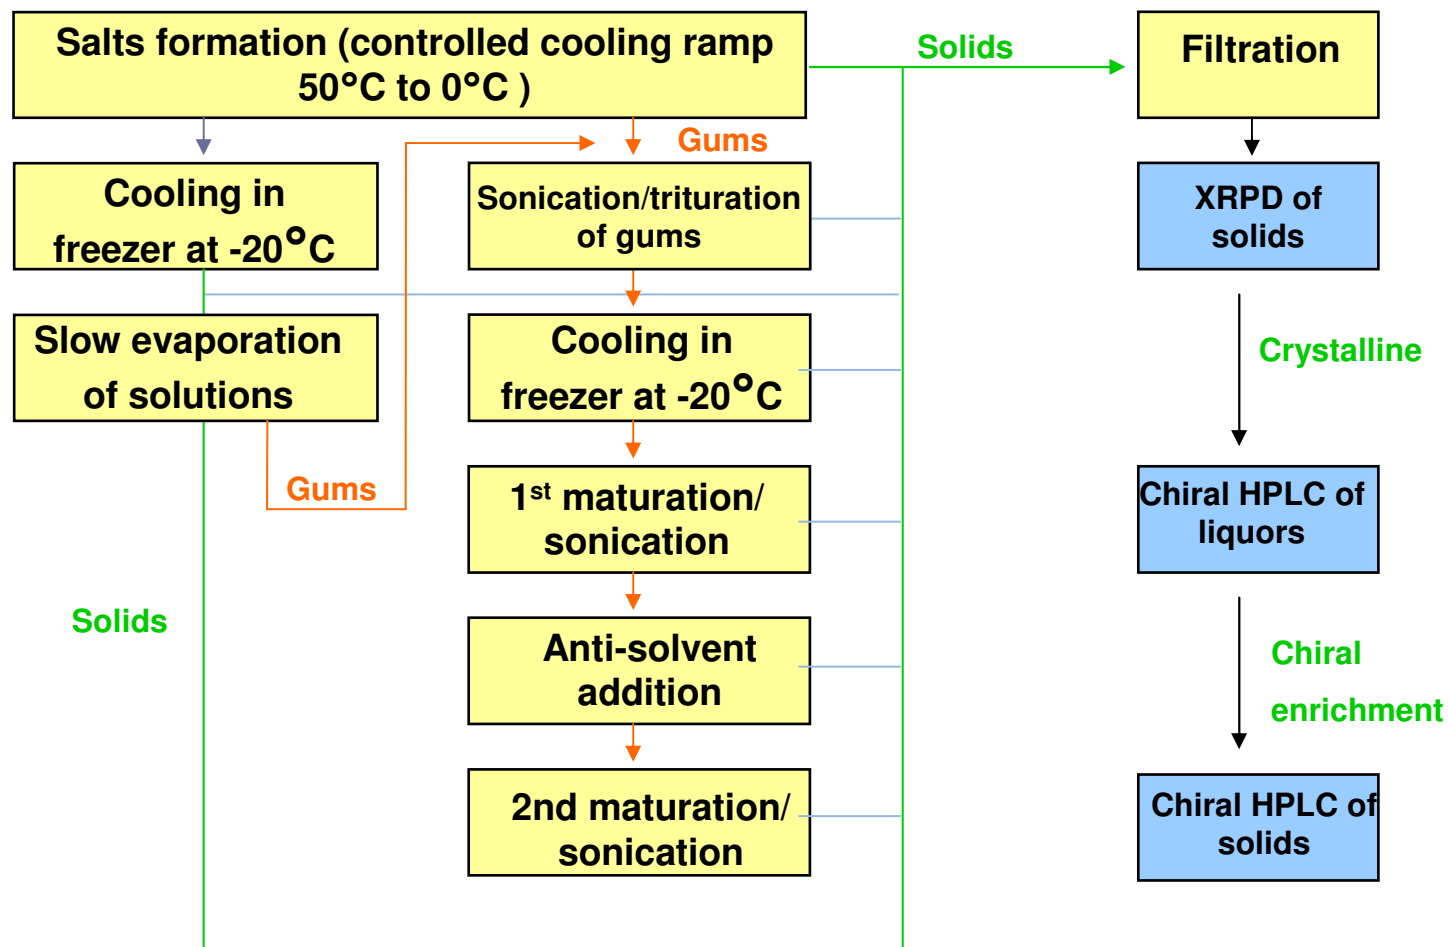 Salts formation (controlled cooling ramp
50°C to 0°C )
Solids
Filtration
Gums
Cooling in
freezer at -20°C
Sonication/trituration
of gums
XRPD of
solids
Slow evaporation
of solutions
Cooling in
freezer at -20°C
Crystalline
Gums
1st maturation/
sonication
Chiral HPLC of
liquors
Solids
Anti-solvent
addition
Chiral
enrichment
2nd maturation/
sonication
Chiral HPLC of
solids